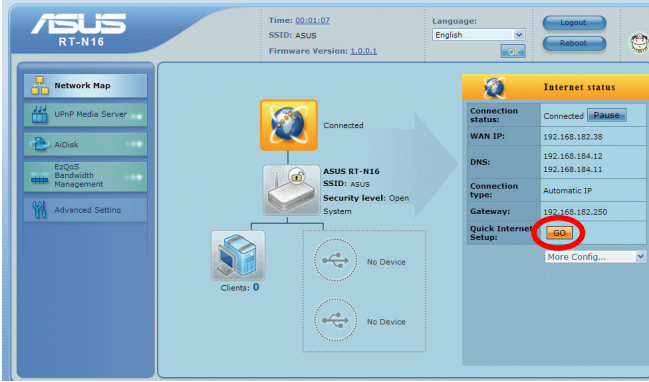 ASUS
RT-N16
Time: 00:01:07
SSID: ASUS
Firmware Version: 1.0.0.1
Language:
English
OK
Logout
Reboot
Network Map
UPnP Media Server
AiDisk
EzQoS
Bandwidth
Management
Advanced Setting
Connected
ASUS RT-N16
SSID: ASUS
Security level: Open
System
Clients: 0
No Device
No Device
Internet status
Connection
status:
Connected Pause
WAN IP: 192.168.182.38
DNS:
192.168.184.12
192.168.184.11
Connection
type:
Automatic IP
Gateway: 192.168.182.250
Quick Internet
Setup:
GO
More Config...